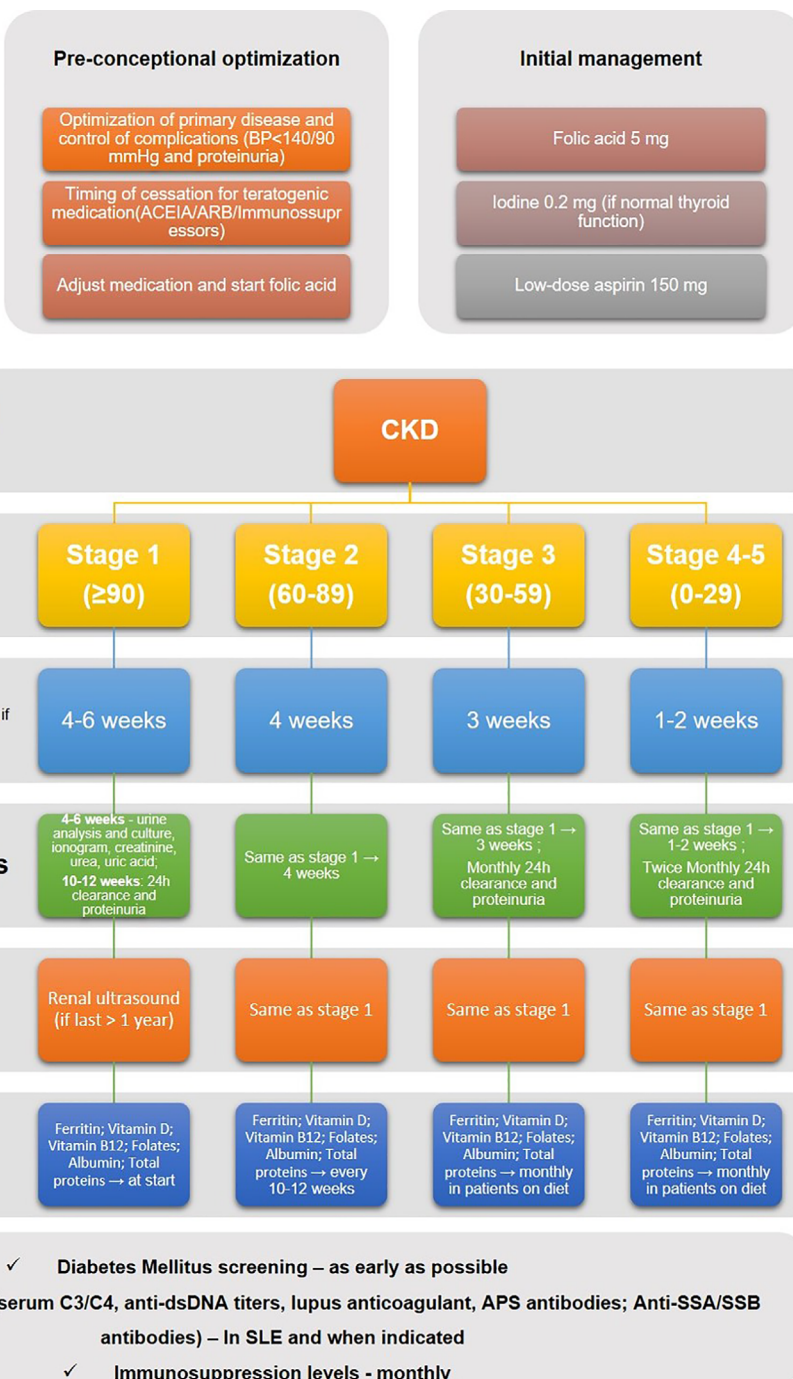 Pre-conceptional optimization
Optimization of primary disease and
control of complications (BP<140/90
mmHg and proteinuria)
Timing of cessation for teratogenic
medication(ACEIA/ARB/Immunossupr
essors)
Adjust medication and start folic acid
Initial management
Folic acid 5 mg
Iodine 0.2 mg (if normal thyroid
function)
Low-dose aspirin 150 mg
CKD
Stage 1
(≥90)
Stage 2
(60-89)
Stage 3
(30-59)
Stage 4-5
(0-29)
if
4-6 weeks
4 weeks
3 weeks
1-2 weeks
s
4-6 weeks - urine
analysis and culture,
ionogram, creatinine,
urea, uric acid;
10-12 weeks: 24h
clearance and
proteinuria
Same as stage 1 →
4 weeks
Same as stage 1 →
3 weeks ;
Monthly 24h
clearance and
proteinuria
Same as stage 1 →
1-2 weeks ;
Twice Monthly 24h
clearance and
proteinuria
Renal ultrasound
(if last > 1 year)
Same as stage 1
Same as stage 1
Same as stage 1
Ferritin; Vitamin D;
Vitamin B12; Folates;
Albumin; Total
proteins → at start
Ferritin; Vitamin D;
Vitamin B12; Folates;
Albumin; Total
proteins → every
10-12 weeks
Ferritin; Vitamin D;
Vitamin B12; Folates;
Albumin; Total
proteins → monthly
in patients on diet
Ferritin; Vitamin D;
Vitamin B12; Folates;
Albumin; Total
proteins → monthly
in patients on diet
✓ Diabetes Mellitus screening – as early as possible
serum C3/C4, anti-dsDNA titers, lupus anticoagulant, APS antibodies; Anti-SSA/SSB
antibodies) – In SLE and when indicated
✓ Immunosuppression levels - monthly